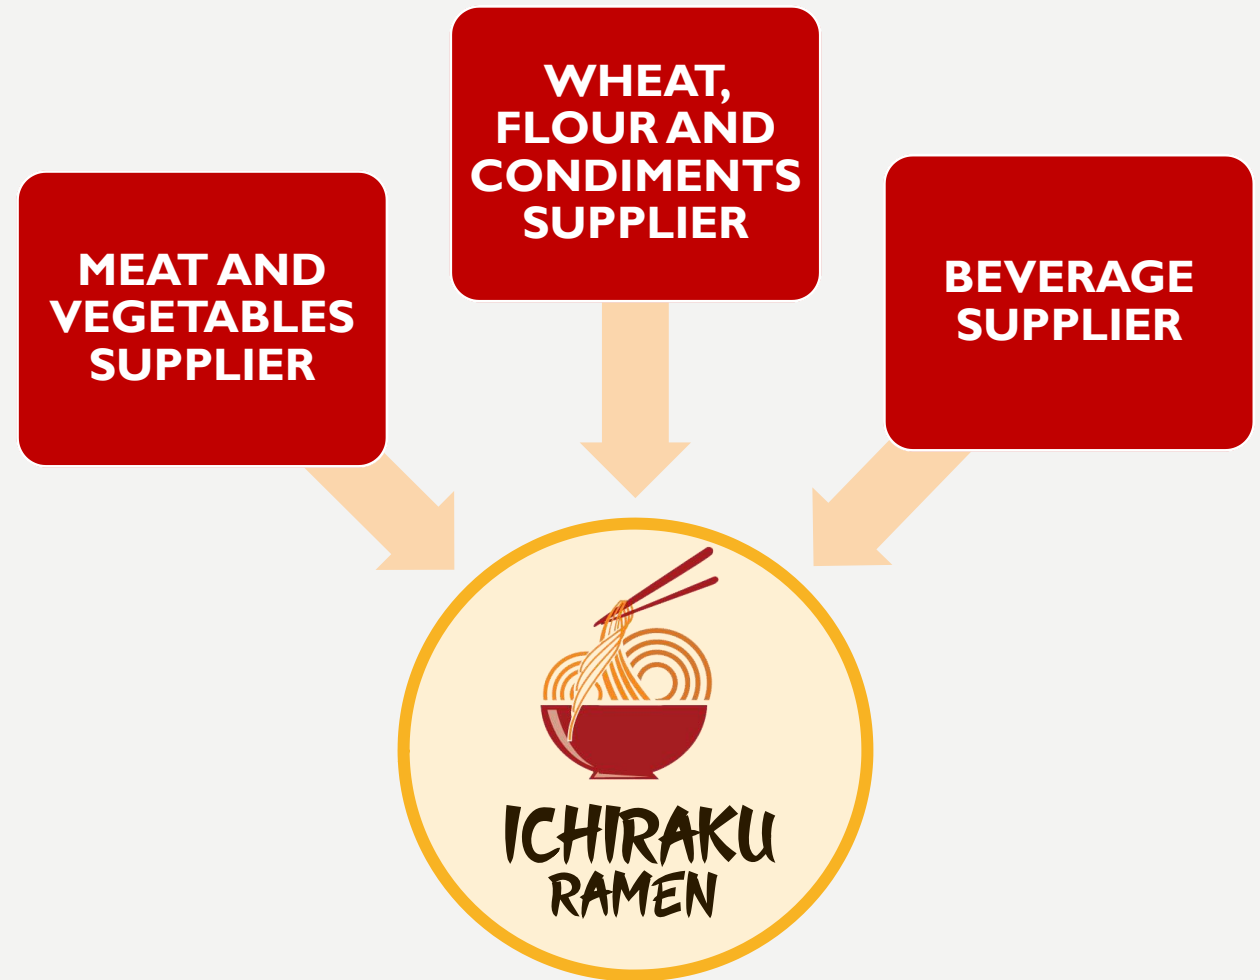 WHEAT,
FLOUR AND
CONDIMENTS
SUPPLIER
MEAT AND
VEGETABLES
SUPPLIER
BEVERAGE
SUPPLIER
ICHIRAKU
RAMEN